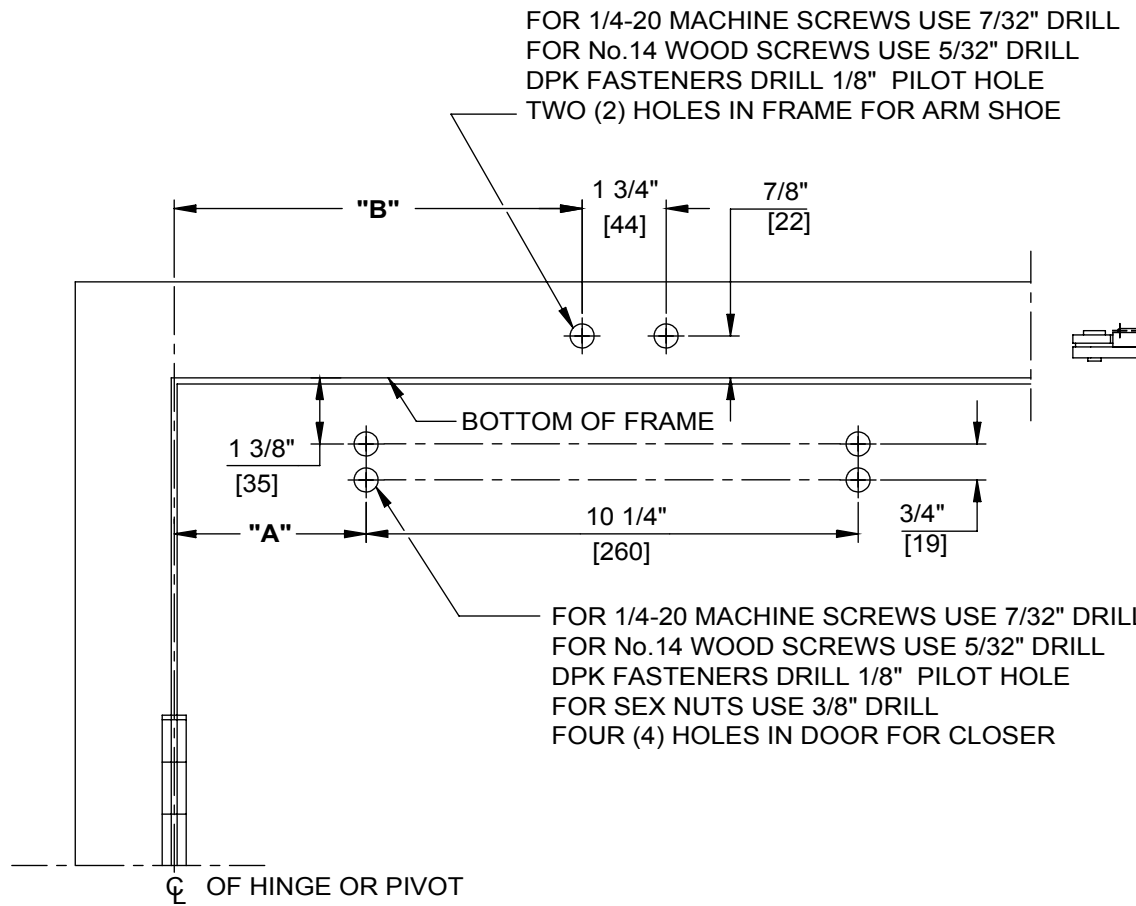 FOR 1/4-20 MACHINE SCREWS USE 7/32" DRILL
FOR No.14 WOOD SCREWS USE 5/32" DRILL
DPK FASTENERS DRILL 1/8" PILOT HOLE
TWO (2) HOLES IN FRAME FOR ARM SHOE
"B"
1 3/4"
[44]
7/8"
[22]
BOTTOM OF FRAME
1 3/8"
[35]
"A"
10 1/4"
[260]
3/4"
[19]
FOR 1/4-20 MACHINE SCREWS USE 7/32" DRILL
FOR No.14 WOOD SCREWS USE 5/32" DRILL
DPK FASTENERS DRILL 1/8" PILOT HOLE
FOR SEX NUTS USE 3/8" DRILL
FOUR (4) HOLES IN DOOR FOR CLOSER
℄ OF HINGE OR PIVOT